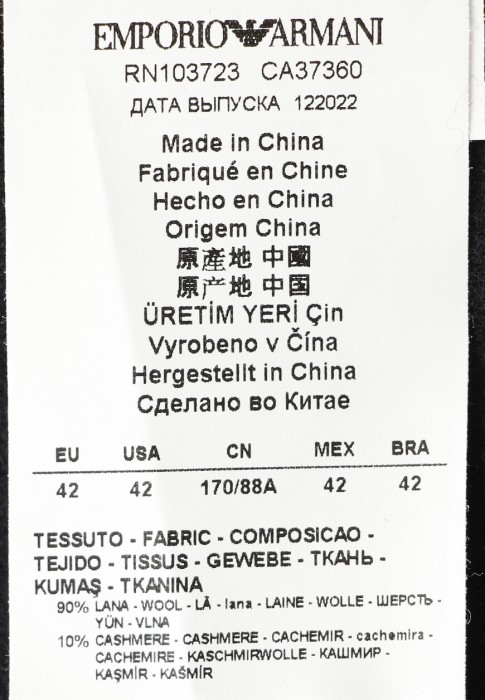 EMPORIO ARMANI
RN103723 CA37360
ДАТА ВЫПУСКА 122022
Made in China
Fabriqué en Chine
Hecho en China
Origem China
原產地 中國
原产地 中国
ÜRETİM YERİ Çin
Vyrobeno v Čína
Hergestellt in China
Сделано во Китае
EU USA CN MEX BRA
42 42 170/88A 42 42
TESSUTO - FABRIC - COMPOSICAO -
TEJIDO - TISSUS - GEWEBE - ТКАНЬ -
KUMAŞ - TKANINA
90% LANA - WOOL - LÃ - lana - LAINE - WOLLE - ШЕРСТЬ -
YÜN - VLNA
10% CASHMERE - CASHMERE - CACHEMIR - cachemira -
CACHEMIRE - KASCHMIRWOLLE - КАШМИР -
KAŞMİR - KAŠMÍR